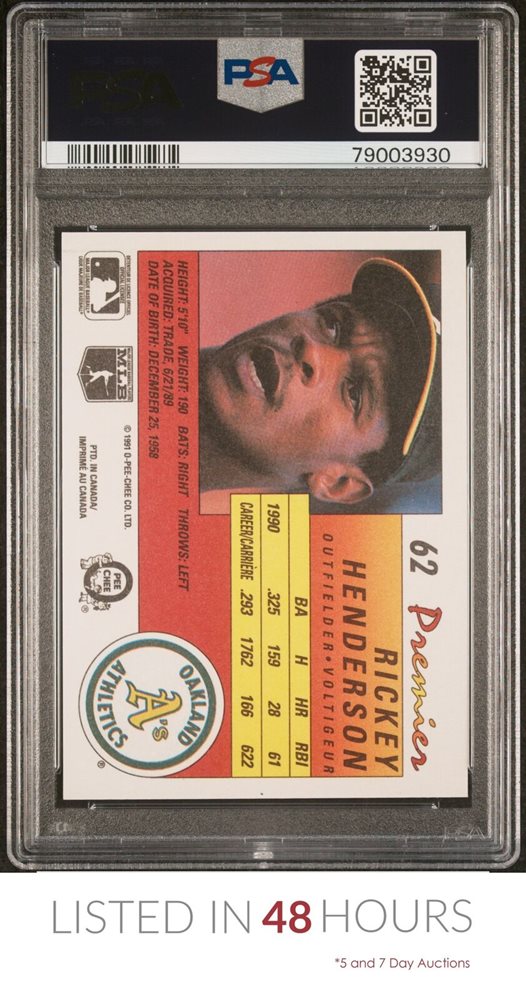 PSA
79003930
62 Premier
RICKEY
HENDERSON
OUTFIELDER • VOLTIGEUR
BA H HR RBI
1990 .325 159 28 61
CAREER/CARRIÈRE .293 1762 166 622
HEIGHT: 5'10" WEIGHT: 190 BATS: RIGHT THROWS: LEFT
ACQUIRED: TRADE, 6/21/89
DATE OF BIRTH: DECEMBER 25, 1958
MLB
© 1991 O-PEE-CHEE CO. LTD.
PTD. IN CANADA/
IMPRIMÉ AU CANADA
O
PEE
CHEE
®
OAKLAND
A's
ATHLETICS
®
LISTED IN 48 HOURS
*5 and 7 Day Auctions